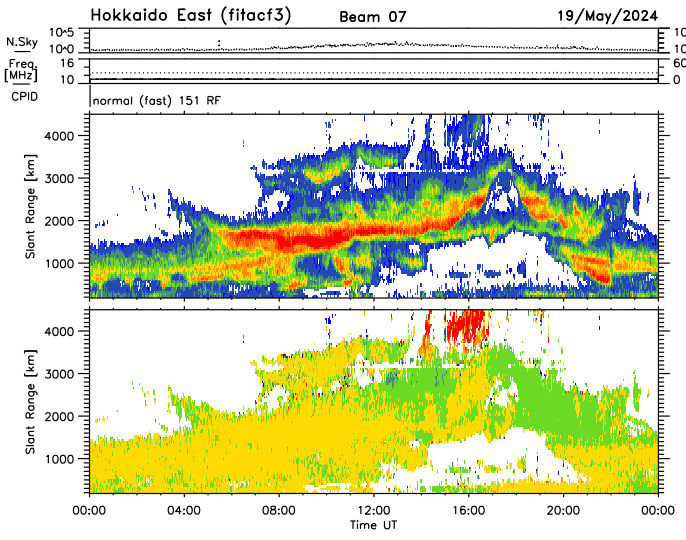 Hokkaido East (fitacf3) Beam 07 19/May/2024
N.Sky 10^5 10^0 10 10
Freq. [MHz] 16 10 60 0
CPID normal (fast) 151 RF
Slant Range [km] 4000 3000 2000 1000
Slant Range [km] 4000 3000 2000 1000
00:00 04:00 08:00 12:00 16:00 20:00 00:00
Time UT